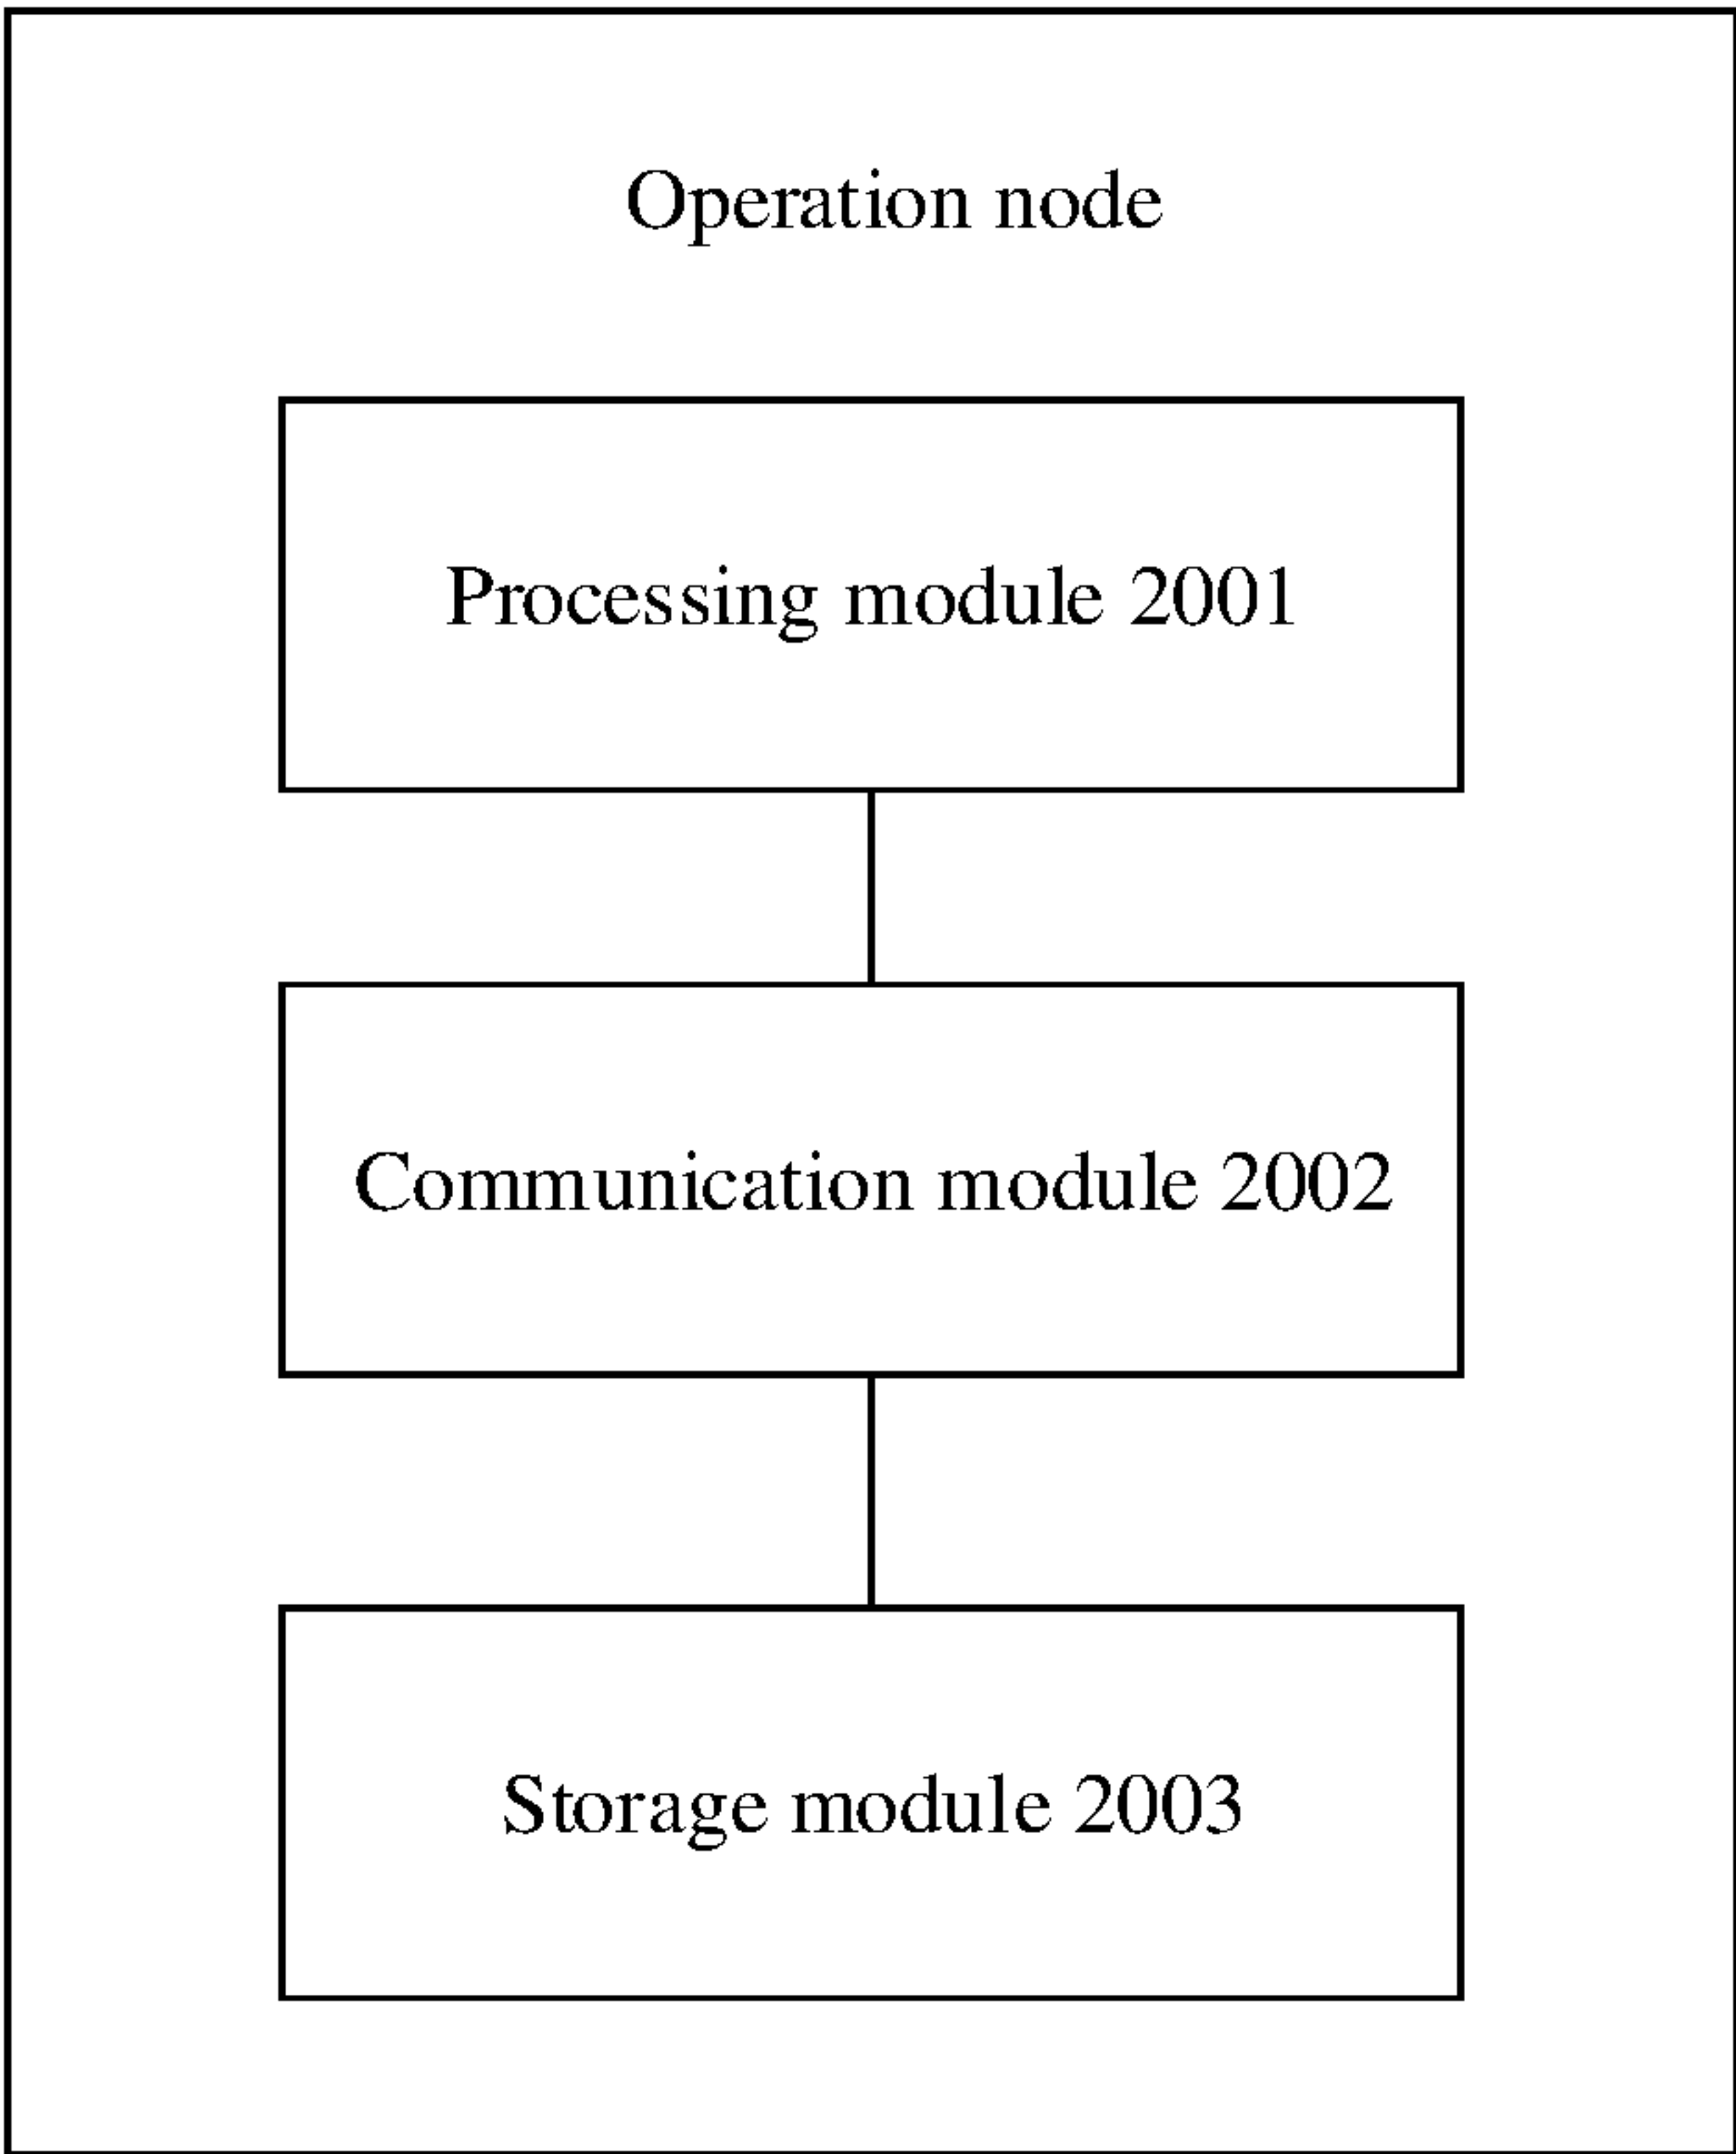 Operation node
Processing module 2001
Communication module 2002
Storage module 2003